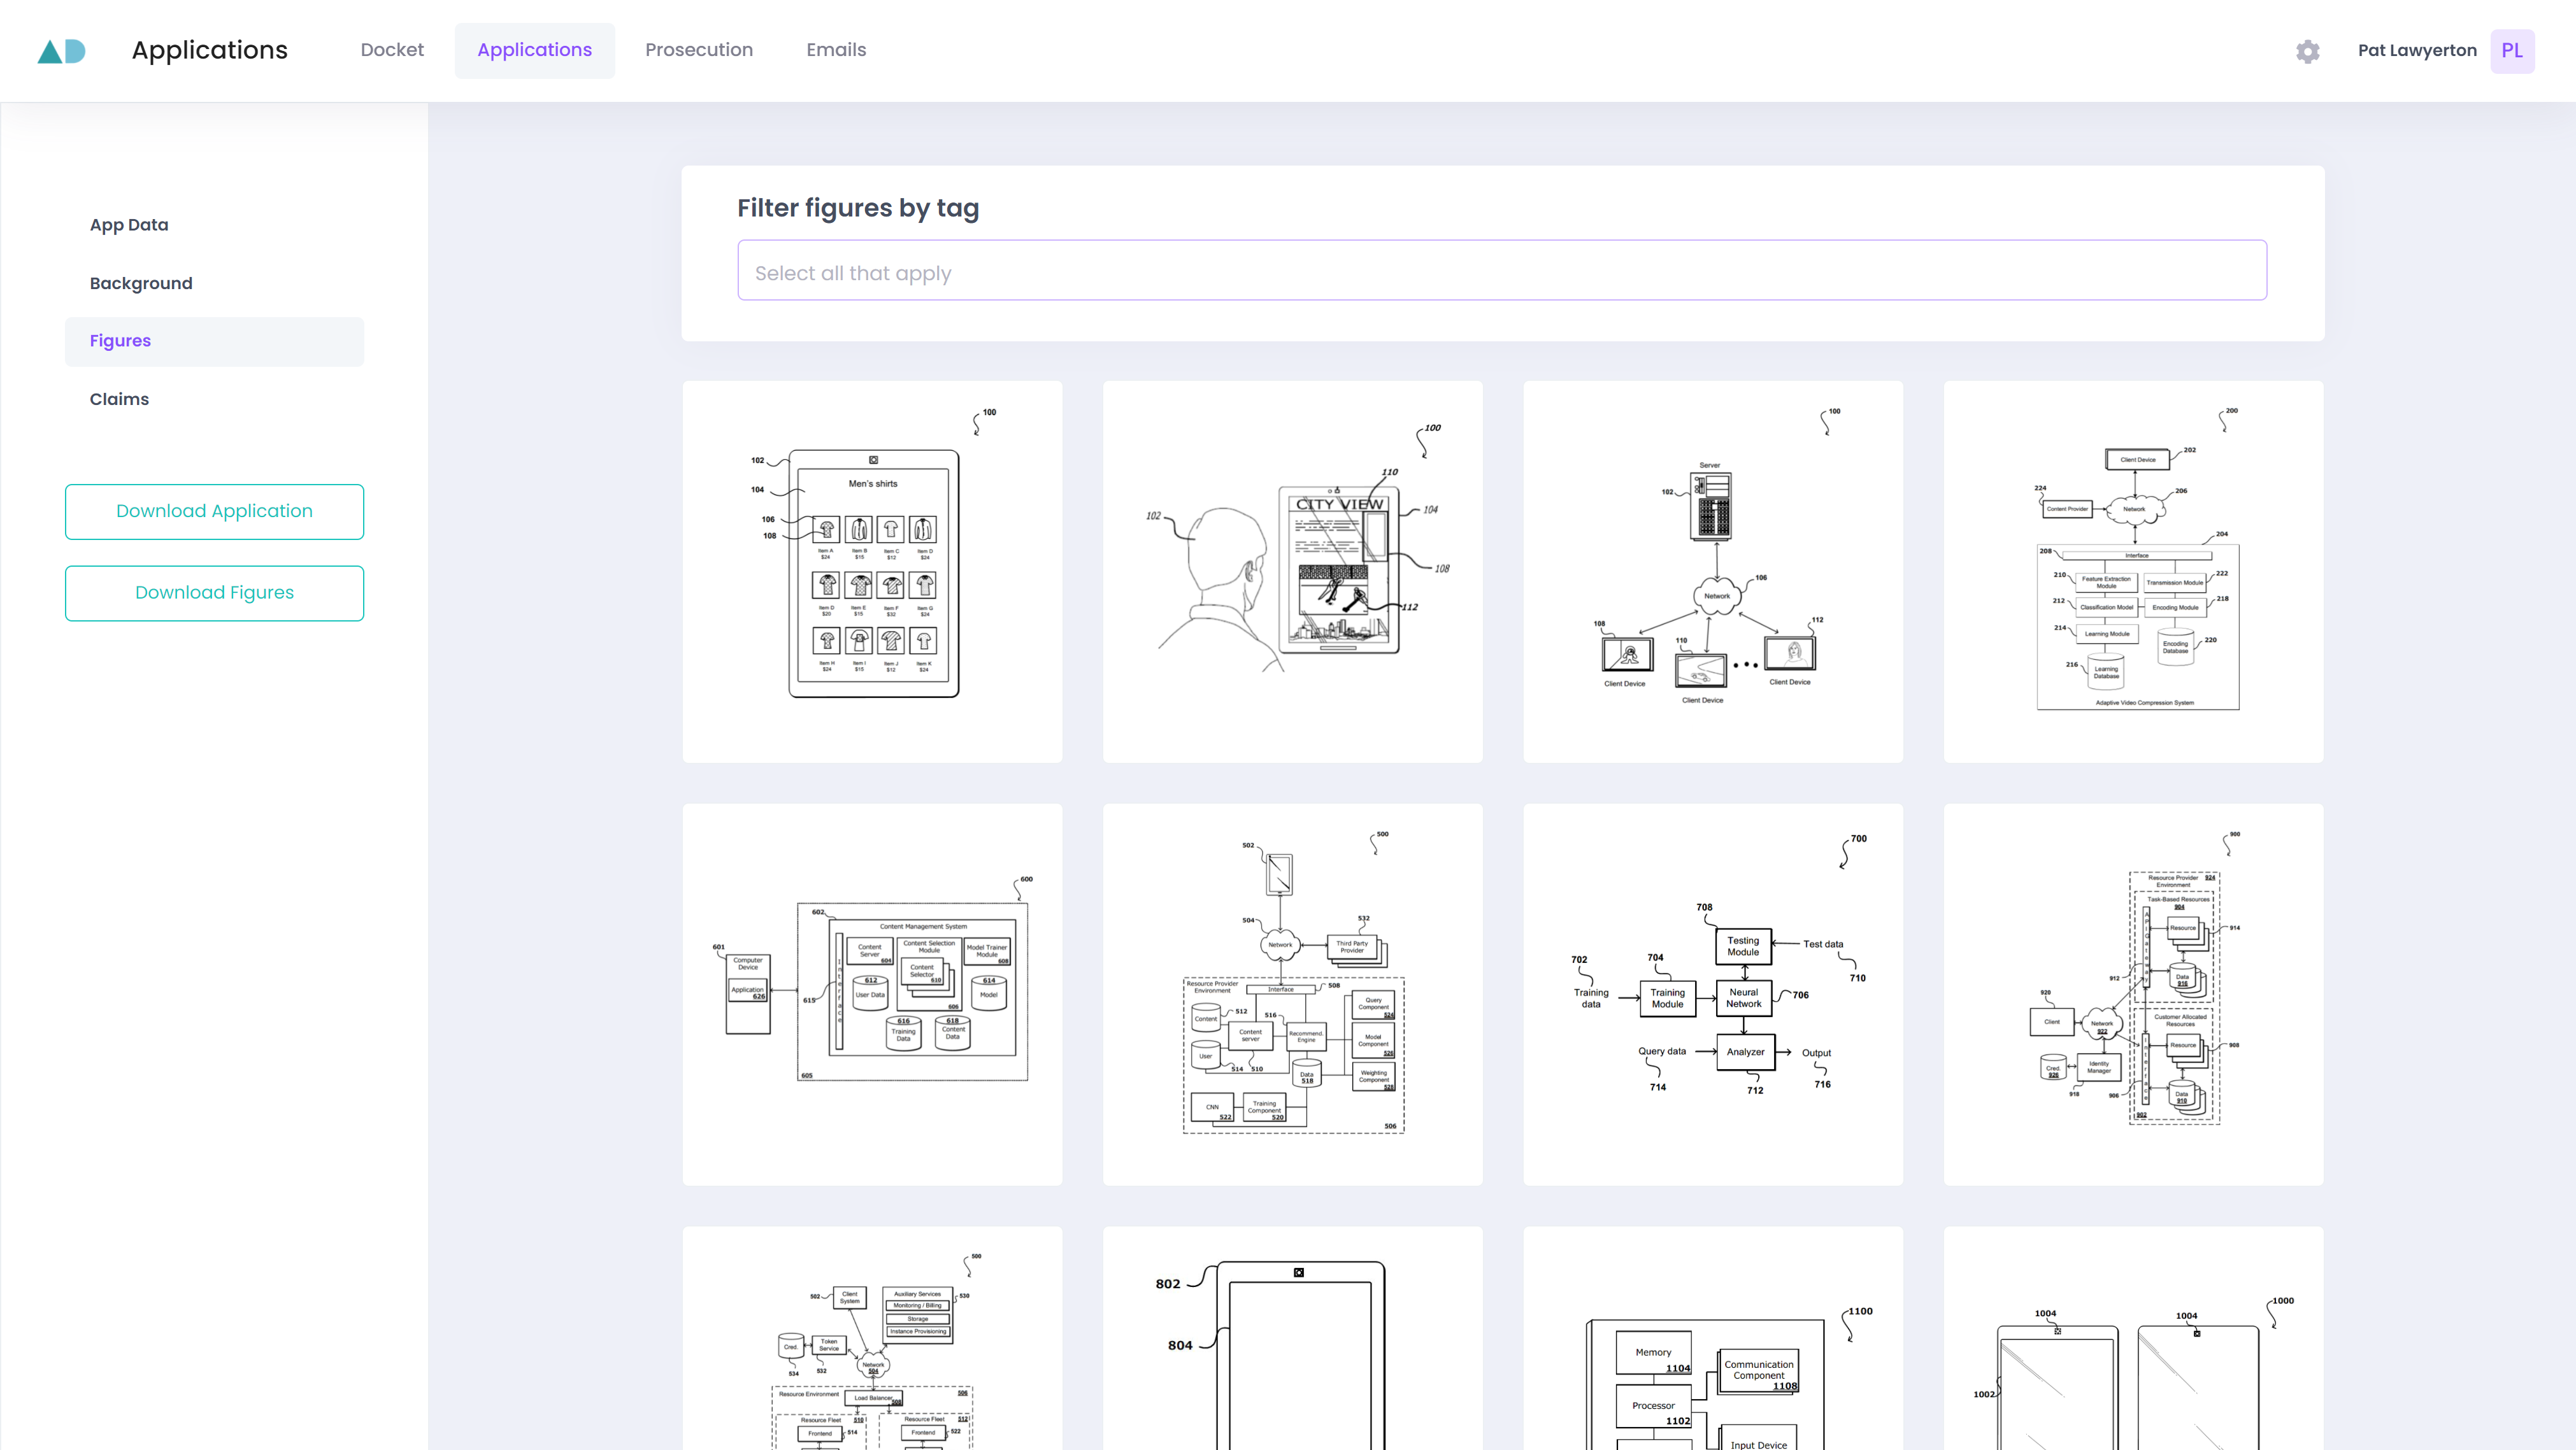 Applications
Docket
Applications
Prosecution
Emails
Pat Lawyerton
PL
App Data
Background
Figures
Claims
Download Application
Download Figures
Filter figures by tag
Select all that apply
100
102
104
Men's shirts
106
108
Item A
$24
Item B
$15
Item C
$12
Item D
$24
Item D
$20
Item E
$15
Item F
$32
Item G
$24
Item H
$24
Item I
$15
Item J
$12
Item K
$24
100
110
CITY VIEW
102
104
108
112
100
Server
102
106
Network
108
110
112
Client Device
Client Device
Client Device
200
202
Client Device
224
206
Content Provider
Network
204
208
Interface
210
Feature Extraction
Module
Transmission Module
222
212
Classification Model
Encoding Module
218
214
Learning Module
Encoding
Database
220
216
Learning
Database
Adaptive Video Compression System
600
602
Content Management System
601
Computer
Device
Application
626
Content
Server
604
Content Selection
Module
Content
Selector
610
606
Model Trainer
Module
608
Interface
615
612
User Data
614
Model
616
Training
Data
618
Content
Data
605
500
502
504
Network
532
Third Party
Provider
Resource Provider
Environment
Interface
508
Content
512
516
Content
server
Recommend.
Engine
Query
Component
524
Model
Component
526
User
514
510
Data
518
Weighting
Component
528
CNN
522
Training
Component
520
506
700
708
Testing
Module
Test data
710
702
704
Training
data
Training
Module
Neural
Network
706
Query data
Analyzer
Output
714
712
716
900
Resource Provider
Environment
924
Task-Based Resources
904
API Gateway
Resource
914
912
Data
916
920
Client
Network
922
Customer Allocated
Resources
Resource
908
Interface
Cred.
926
Identity
Manager
918
906
Data
910
902
500
502
Client
System
Auxiliary Services
530
Monitoring / Billing
Storage
Instance Provisioning
Cred.
Token
Service
534
532
Network
504
Resource Environment
506
Load Balancer
508
Resource Fleet
510
Resource Fleet
512
Frontend
514
Frontend
522
802
804
1100
Memory
1104
Communication
Component
1108
Processor
1102
Input Device
1000
1004
1004
1002